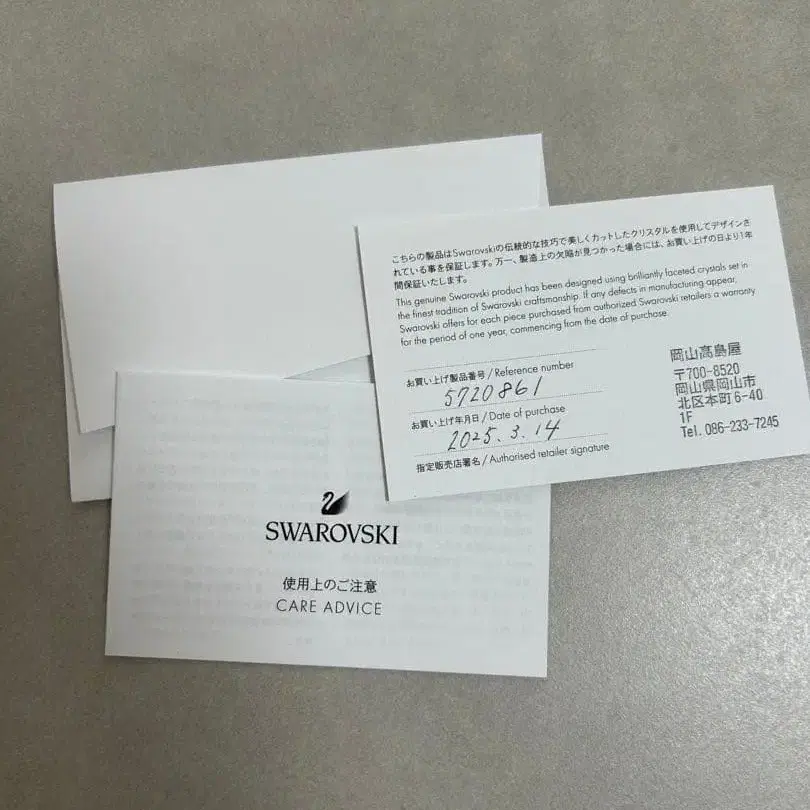 こちらの製品はSwarovskiの伝統的な技巧で美しくカットしたクリスタルを使用してデザインさ
れている事を保証します。万一、製造上の欠陥が見つかった場合には、お買い上げの日より1年
間保証いたします。
This genuine Swarovski product has been designed using brilliantly faceted crystals set in
the finest tradition of Swarovski craftsmanship. If any defects in manufacturing appear,
Swarovski offers for each piece purchased from authorized Swarovski retailers a warranty
for the period of one year, commencing from the date of purchase.
お買い上げ製品番号 / Reference number
5720861
お買い上げ年月日 / Date of purchase
2025. 3. 14
指定販売店署名 / Authorised retailer signature
岡山高島屋
〒700-8520
岡山県岡山市
北区本町 6-40
1F
Tel. 086-233-7245
SWAROVSKI
使用上のご注意
CARE ADVICE